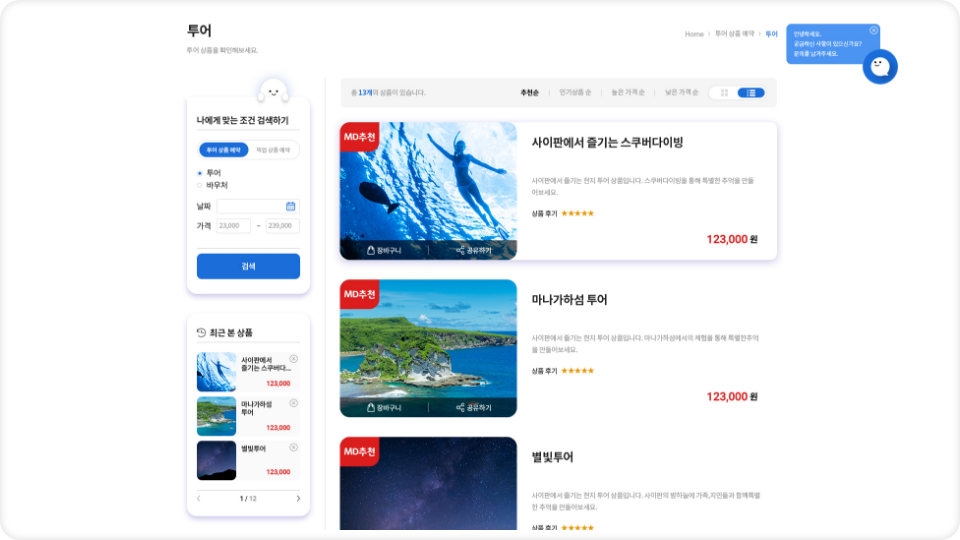 투어
투어 상품을 확인해보세요.
Home › 투어 상품 예약 › 투어
안녕하세요.
궁금하신 사항이 있으신가요?
문의를 남겨주세요.
나에게 맞는 조건 검색하기
투어 상품 예약
픽업 상품 예약
투어
바우처
날짜
가격 23,000 ~ 239,000
검색
최근 본 상품
사이판에서
즐기는 스쿠버다...
123,000
마나가하섬
투어
123,000
별빛투어
123,000
1 / 12
총 13개의 상품이 있습니다.
추천순 | 인기상품 순 | 높은 가격 순 | 낮은 가격 순
MD추천
장바구니 | 공유하기
사이판에서 즐기는 스쿠버다이빙
사이판에서 즐기는 현지 투어 상품입니다. 스쿠버다이빙을 통해 특별한 추억을 만들
어보세요.
상품 후기 ★★★★★
123,000 원
MD추천
장바구니 | 공유하기
마나가하섬 투어
사이판에서 즐기는 현지 투어 상품입니다. 마나가하섬에서의 체험을 통해 특별한추억
을 만들어보세요.
상품 후기 ★★★★★
123,000 원
MD추천
별빛투어
사이판에서 즐기는 현지 투어 상품입니다. 사이판의 밤하늘에 가족,지인들과 함께특별
한 추억을 만들어보세요.
상품 후기 ★★★★★